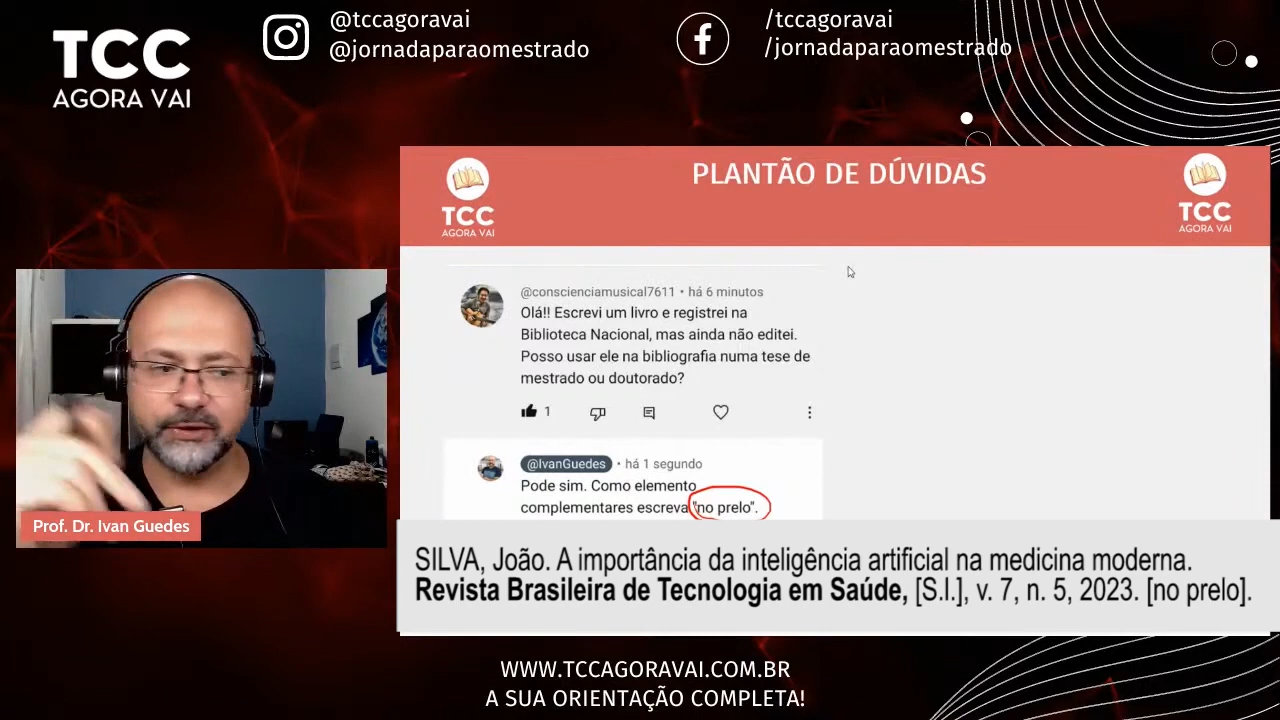 TCC
AGORA VAI
@tccagoravai
@jornadaparaomestrado
/tccagoravai
/jornadaparaomestrado
PLANTÃO DE DÚVIDAS
TCC
AGORA VAI
TCC
AGORA VAI
@conscienciamusical7611 • há 6 minutos
Olá!! Escrevi um livro e registrei na
Biblioteca Nacional, mas ainda não editei.
Posso usar ele na bibliografia numa tese de
mestrado ou doutorado?
1
@IvanGuedes • há 1 segundo
Pode sim. Como elemento
complementares escreva "no prelo".
Prof. Dr. Ivan Guedes
SILVA, João. A importância da inteligência artificial na medicina moderna.
Revista Brasileira de Tecnologia em Saúde, [S.l.], v. 7, n. 5, 2023. [no prelo].
WWW.TCCAGORAVAI.COM.BR
A SUA ORIENTAÇÃO COMPLETA!